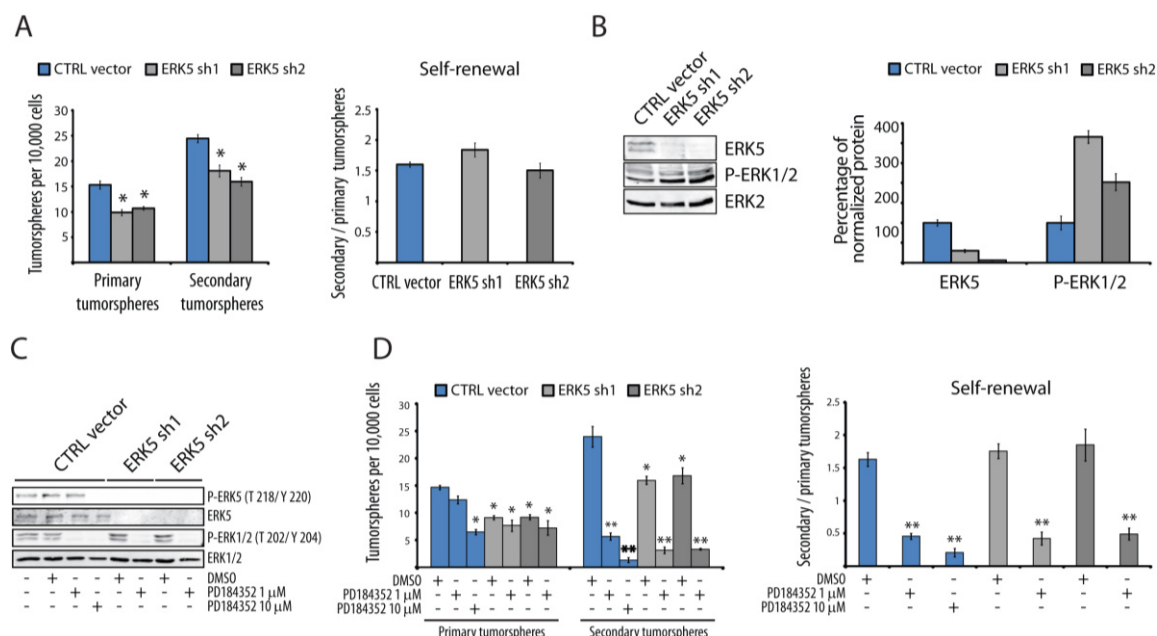 A
CTRL vector ERK5 sh1 ERK5 sh2
Tumorspheres per 10,000 cells
30
25
20
15
10
5
* * * *
Primary tumorspheres
Secondary tumorspheres
Self-renewal
Secondary / primary tumorspheres
2.5
2
1.5
1
0.5
CTRL vector ERK5 sh1 ERK5 sh2
B
CTRL vector
ERK5 sh1
ERK5 sh2
ERK5
P-ERK1/2
ERK2
CTRL vector ERK5 sh1 ERK5 sh2
Percentage of
normalized protein
400
300
200
100
ERK5 P-ERK1/2
C
CTRL vector
ERK5 sh1
ERK5 sh2
P-ERK5 (T 218/ Y 220)
ERK5
P-ERK1/2 (T 202/ Y 204)
ERK1/2
- + - - + - + - DMSO
- - + - - + - + PD184352 1 µM
- - - + - - - - PD184352 10 µM
D
CTRL vector ERK5 sh1 ERK5 sh2
Tumorspheres per 10,000 cells
30
25
20
15
10
5
0
* * * * * ** ** * ** * **
DMSO + - - + - + - + - - + - + -
PD184352 1 µM - + - - + - + - + - - + - +
PD184352 10 µM - - + - - - - - - + - - - -
Primary tumorspheres Secondary tumorspheres
Self-renewal
Secondary / primary tumorspheres
2
1.5
1
0.5
0
** ** ** **
DMSO + - - + - + -
PD184352 1 µM - + - - + - +
PD184352 10 µM - - + - - - -